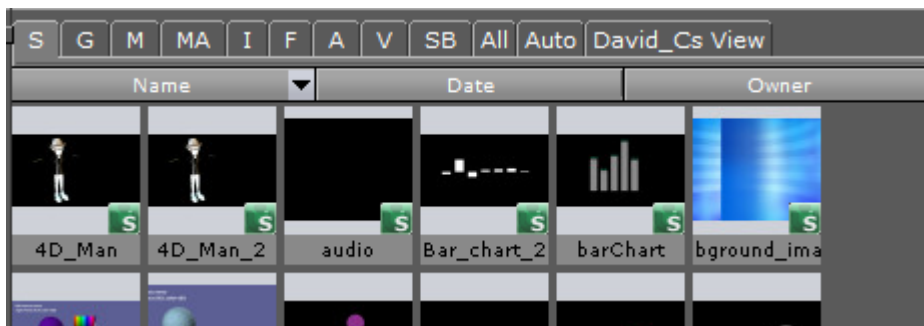 S G M MA I F A V SB All Auto David_Cs View
Name Date Owner
S S S S S S
4D_Man 4D_Man_2 audio Bar_chart_2 barChart bground_ima